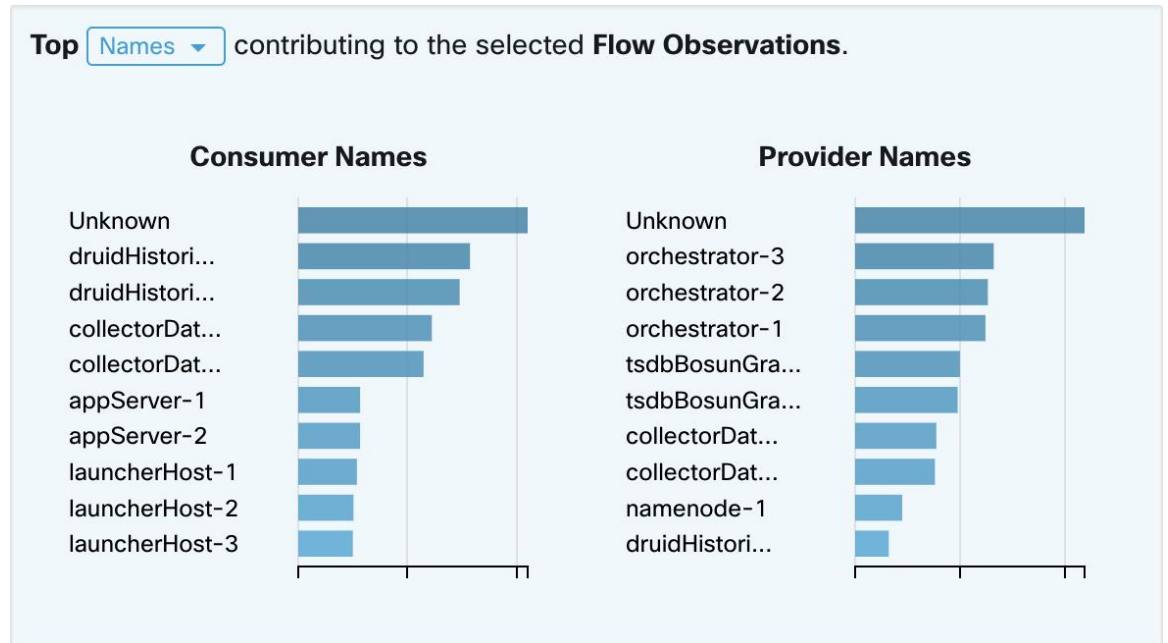 Top Names contributing to the selected Flow Observations.
Consumer Names
Unknown
druidHistori...
druidHistori...
collectorDat...
collectorDat...
appServer-1
appServer-2
launcherHost-1
launcherHost-2
launcherHost-3
Provider Names
Unknown
orchestrator-3
orchestrator-2
orchestrator-1
tsdbBosunGra...
tsdbBosunGra...
collectorDat...
collectorDat...
namenode-1
druidHistori...